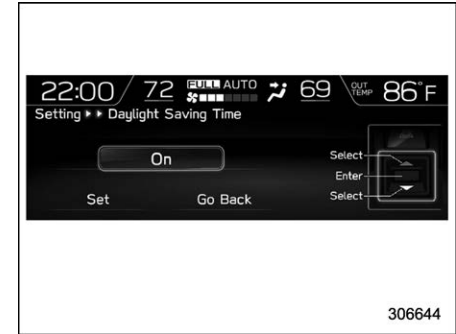 22:00 72 FULL AUTO 69 OUT TEMP 86°F
Setting ▸ ▸ Daylight Saving Time
On
Select
Enter
Set Go Back Select
306644